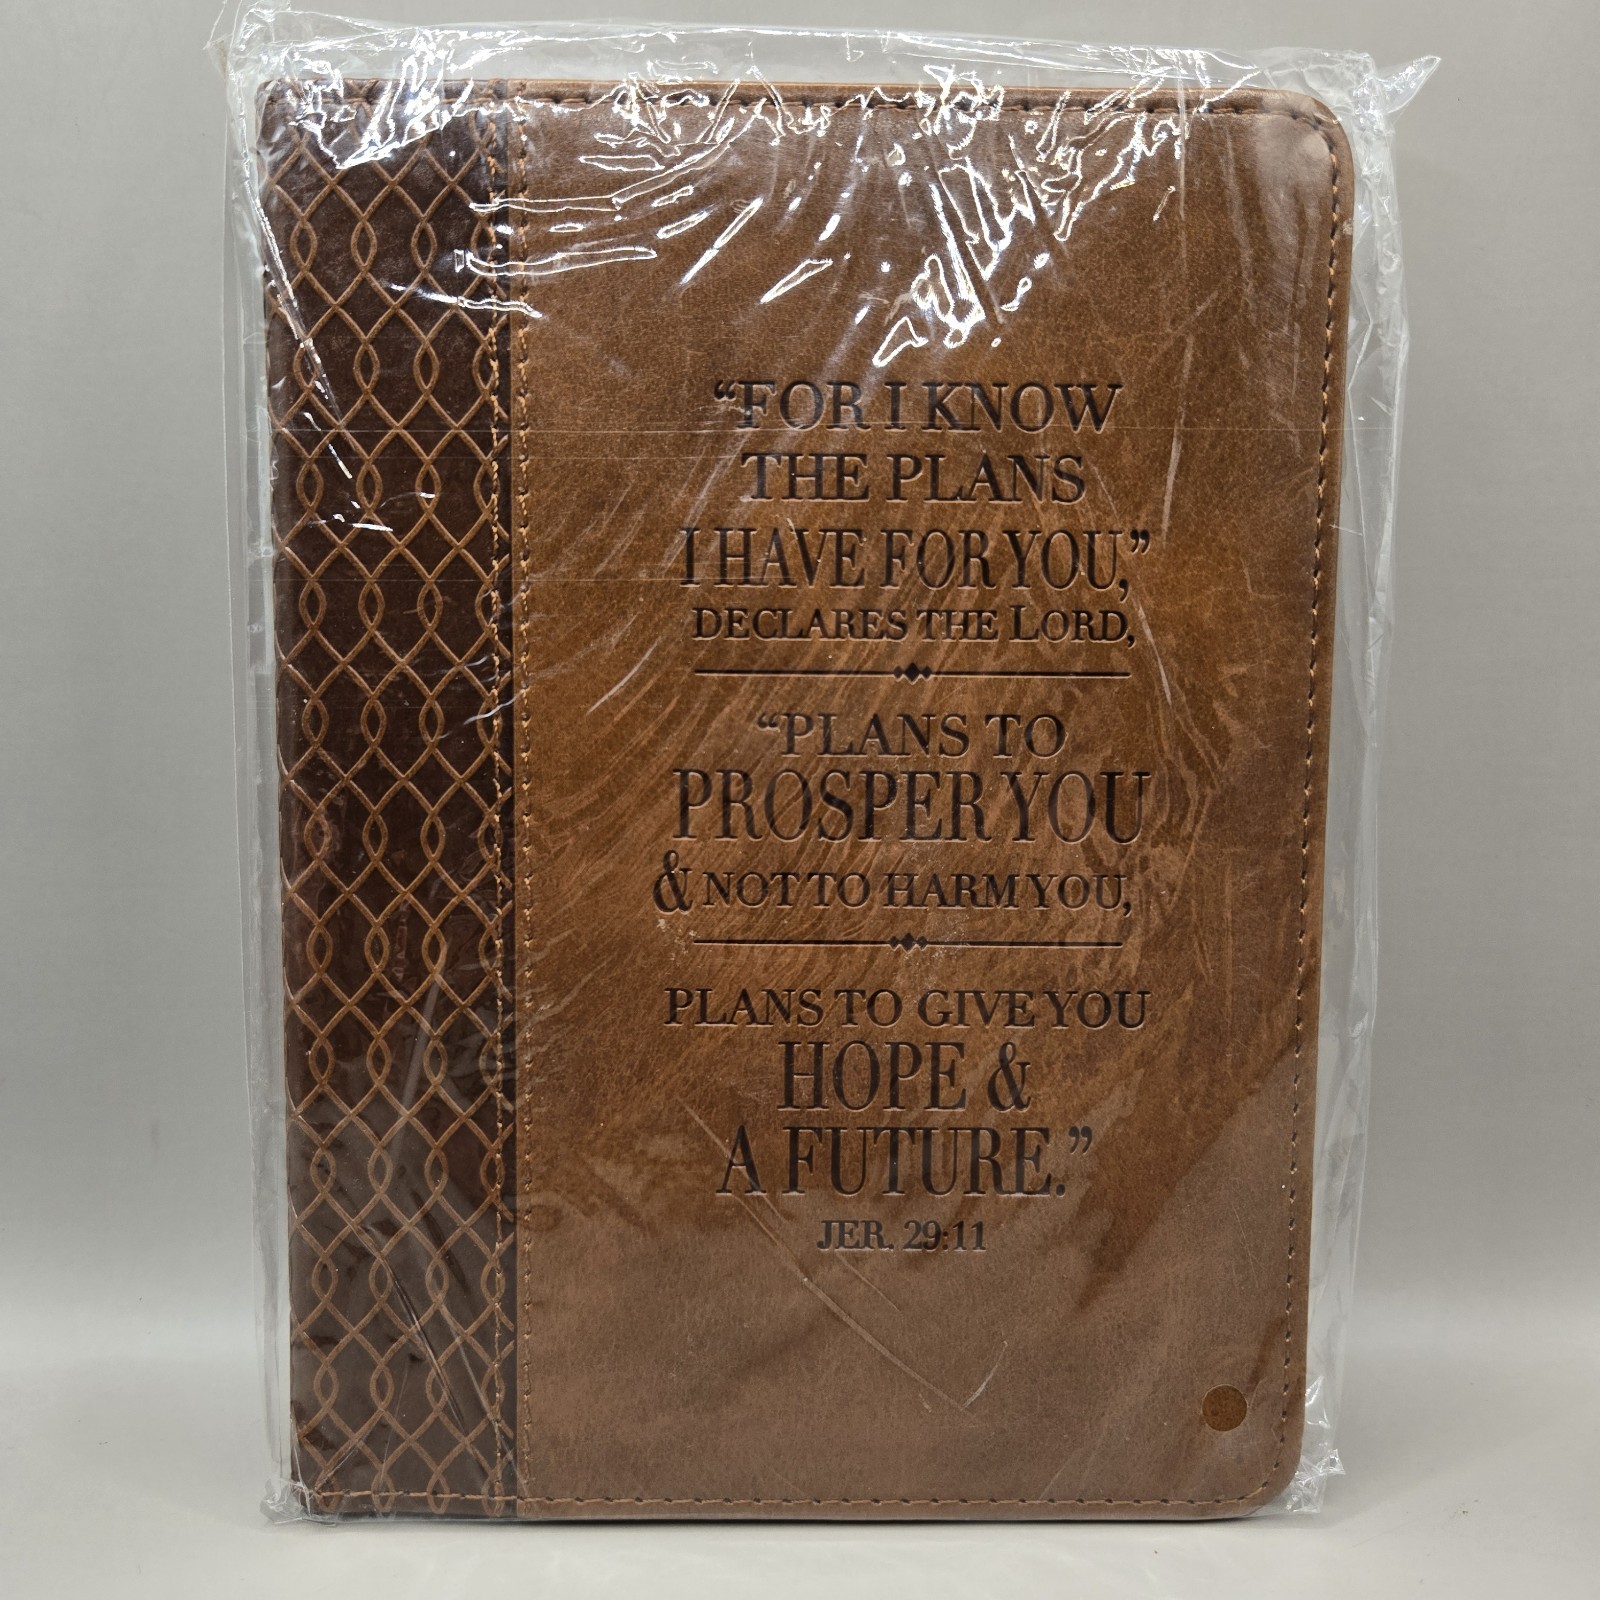 “FOR I KNOW
THE PLANS
I HAVE FOR YOU,”
DECLARES THE LORD,
“PLANS TO
PROSPER YOU
& NOT TO HARM YOU,
PLANS TO GIVE YOU
HOPE &
A FUTURE.”
JER. 29:11